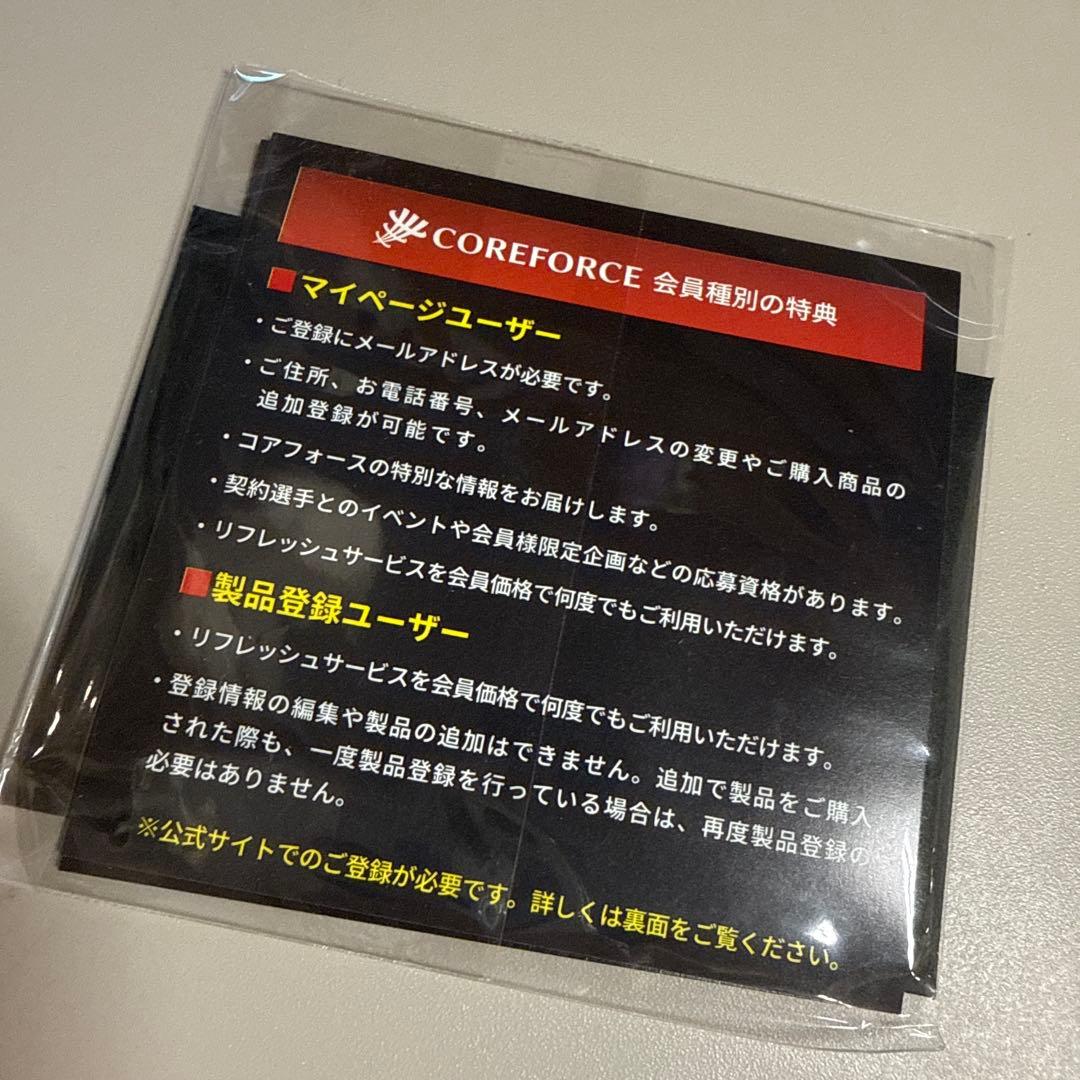 COREFORCE 会員種別の特典
■マイページユーザー
・ご登録にメールアドレスが必要です。
・ご住所、お電話番号、メールアドレスの変更やご購入商品の
追加登録が可能です。
・コアフォースの特別な情報をお届けします。
・契約選手とのイベントや会員様限定企画などの応募資格があります。
・リフレッシュサービスを会員価格で何度でもご利用いただけます。
■製品登録ユーザー
・リフレッシュサービスを会員価格で何度でもご利用いただけます。
・登録情報の編集や製品の追加はできません。追加で製品をご購入
された際も、一度製品登録を行っている場合は、再度製品登録の
必要はありません。
※公式サイトでのご登録が必要です。詳しくは裏面をご覧ください。